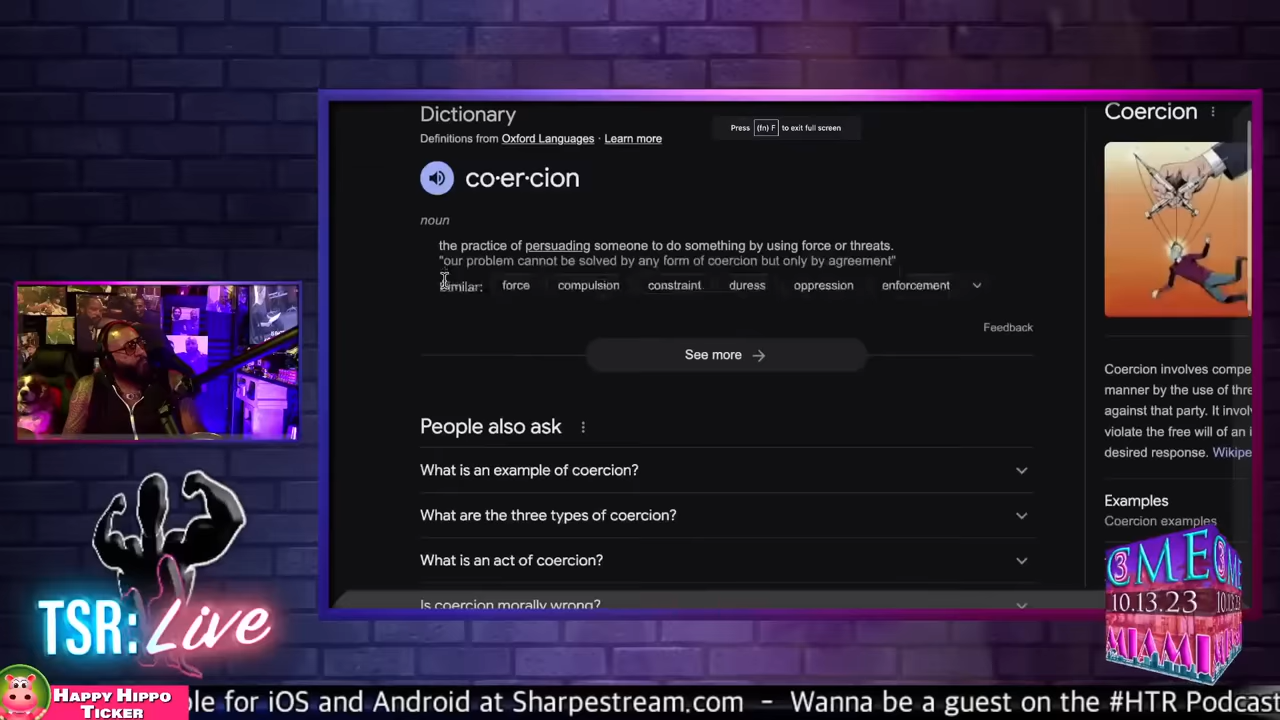 Dictionary
Definitions from Oxford Languages · Learn more
Press (fn) F to exit full screen
co·er·cion
noun
the practice of persuading someone to do something by using force or threats.
"our problem cannot be solved by any form of coercion but only by agreement"
Similar: force compulsion constraint duress oppression enforcement
Feedback
See more →
People also ask
What is an example of coercion?
What are the three types of coercion?
What is an act of coercion?
Is coercion morally wrong?
Coercion
Coercion involves compe
manner by the use of thre
against that party. It invol
violate the free will of an i
desired response. Wikipe
Examples
Coercion examples
TSR: Live
3 CME
10.13.23
MIAMI
HAPPY HIPPO
TICKER
ple for iOS and Android at Sharpestream.com – Wanna be a guest on the #HTR Podcast